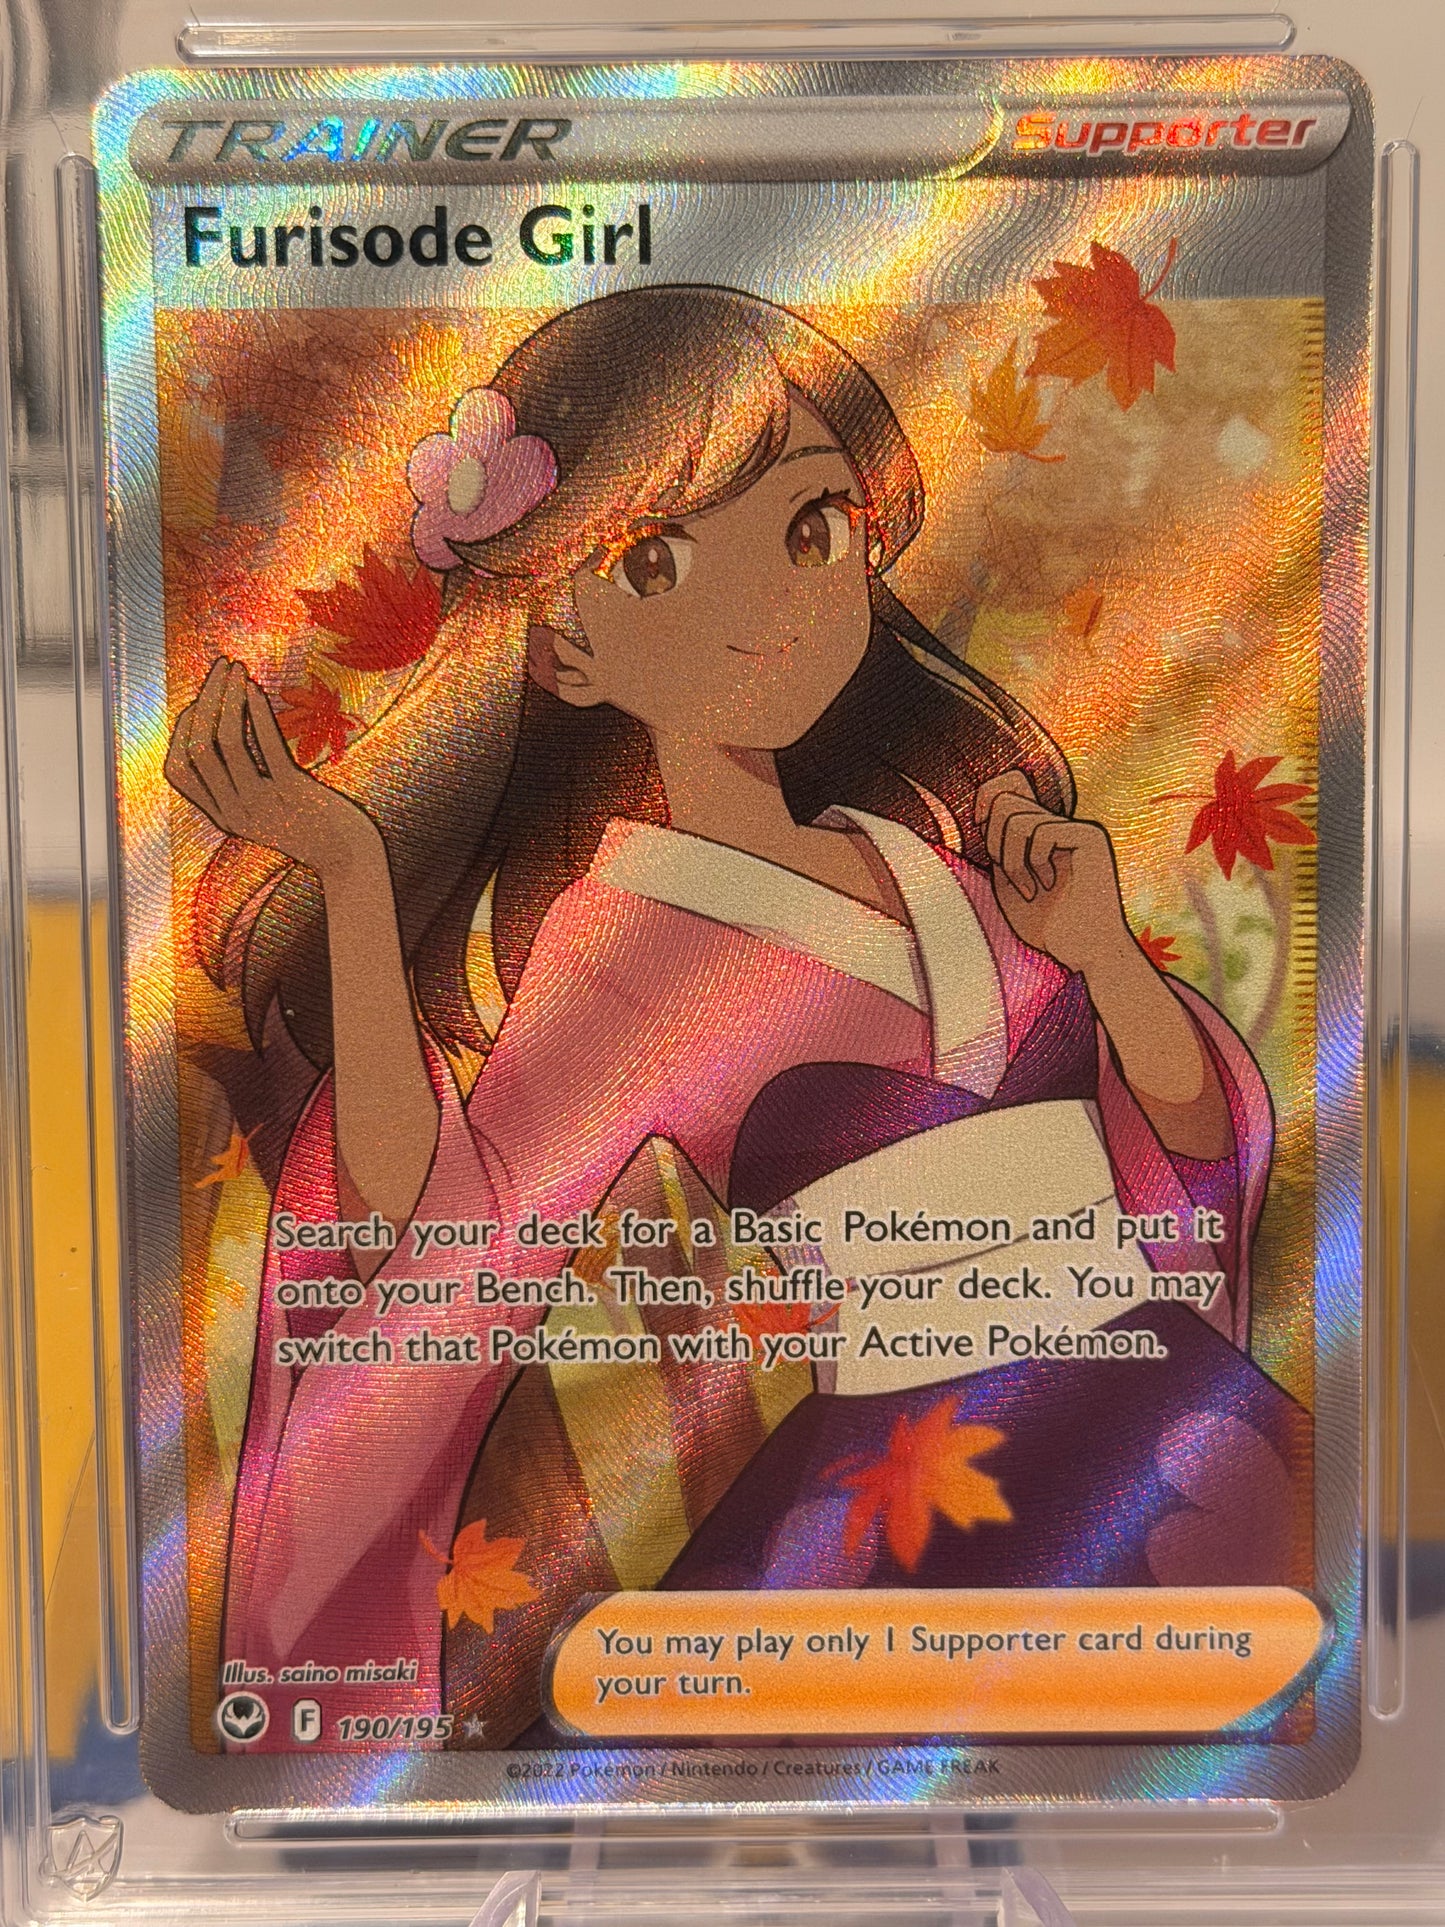 TRAINER Supporter
Furisode Girl
Search your deck for a Basic Pokémon and put it
onto your Bench. Then, shuffle your deck. You may
switch that Pokémon with your Active Pokémon.
You may play only 1 Supporter card during
your turn.
Illus. saino misaki
F 190/195
©2022 Pokémon / Nintendo / Creatures / GAME FREAK